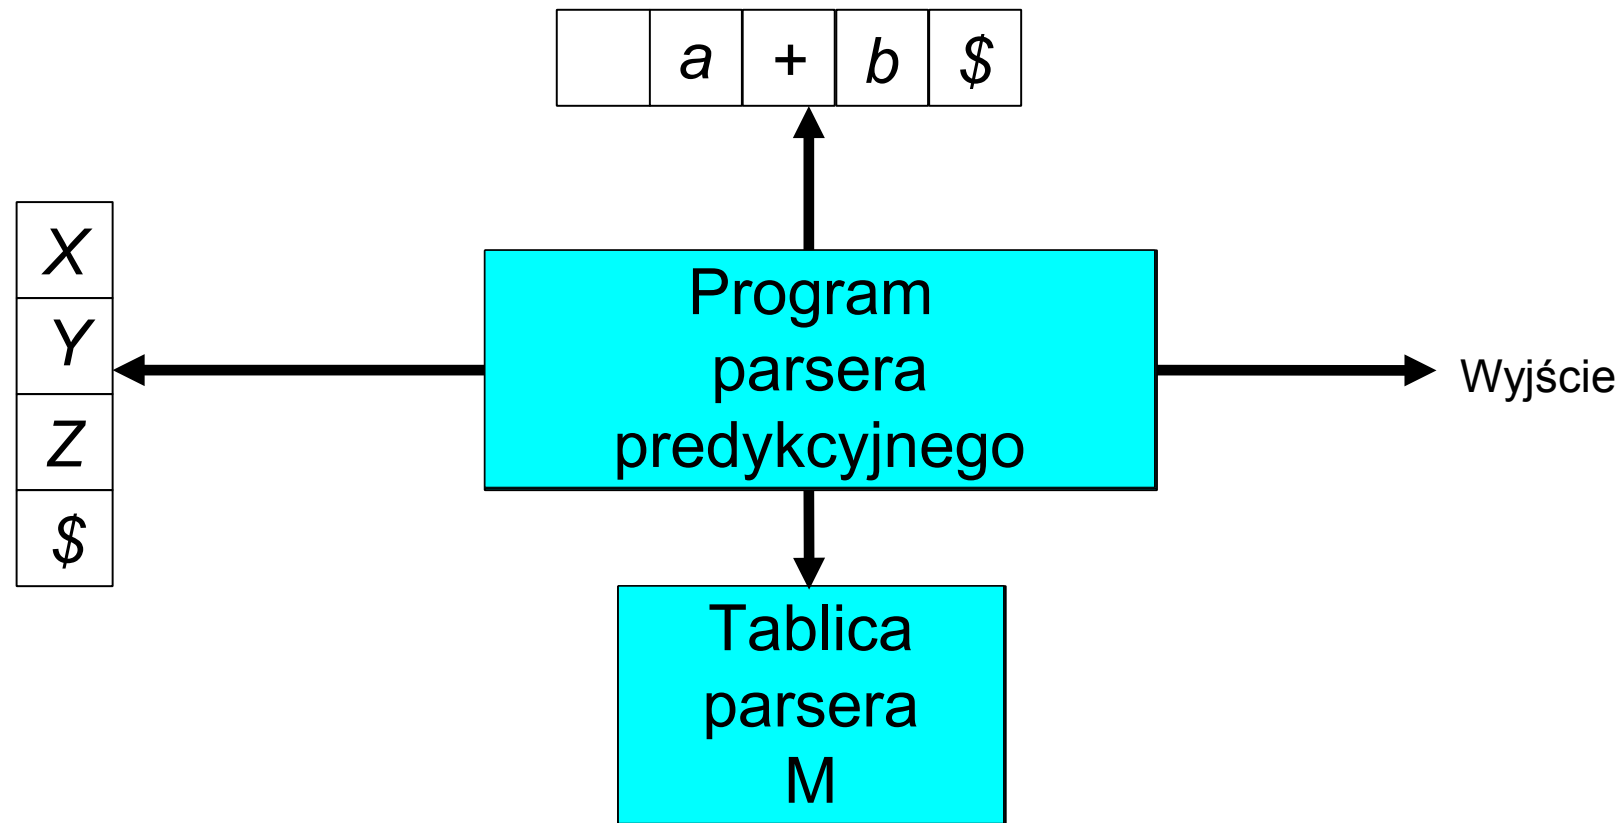 a + b $
X
Y
Z
$
Program
parsera
predykcyjnego
Wyjście
Tablica
parsera
M